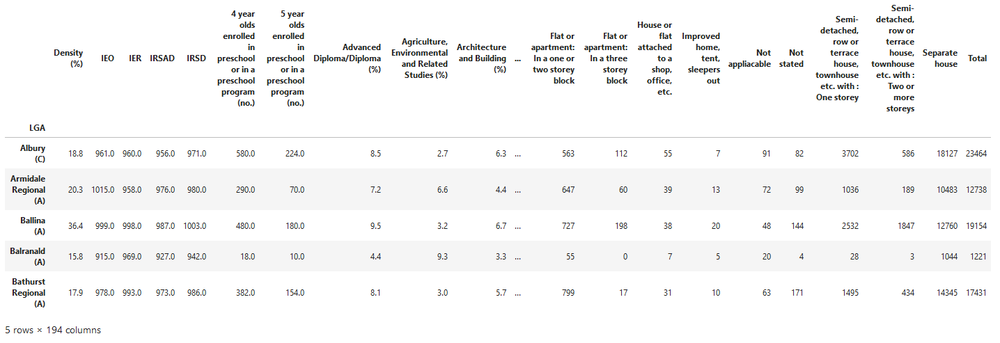 Density (%) IEO IER IRSAD IRSD 4 year olds enrolled in preschool or in a preschool program (no.) 5 year olds enrolled in preschool or in a preschool program (no.) Advanced Diploma/Diploma (%) Agriculture, Environmental and Related Studies (%) Architecture and Building (%) ... Flat or apartment: In a one or two storey block Flat or apartment: In a three storey block House or flat attached to a shop, office, etc. Improved home, tent, sleepers out Not appliacable Not stated Semi-detached, row or terrace house, townhouse etc. with : One storey Semi-detached, row or terrace house, townhouse etc. with : Two or more storeys Separate house Total
LGA
Albury (C) 18.8 961.0 960.0 956.0 971.0 580.0 224.0 8.5 2.7 6.3 ... 563 112 55 7 91 82 3702 586 18127 23464
Armidale Regional (A) 20.3 1015.0 958.0 976.0 980.0 290.0 70.0 7.2 6.6 4.4 ... 647 60 39 13 72 99 1036 189 10483 12738
Ballina (A) 36.4 999.0 998.0 987.0 1003.0 480.0 180.0 9.5 3.2 6.7 ... 727 198 38 20 48 144 2532 1847 12760 19154
Balranald (A) 15.8 915.0 969.0 927.0 942.0 18.0 10.0 4.4 9.3 3.3 ... 55 0 7 5 20 4 28 3 1044 1221
Bathurst Regional (A) 17.9 978.0 993.0 973.0 986.0 382.0 154.0 8.1 3.0 5.7 ... 799 17 31 10 63 171 1495 434 14345 17431
5 rows × 194 columns